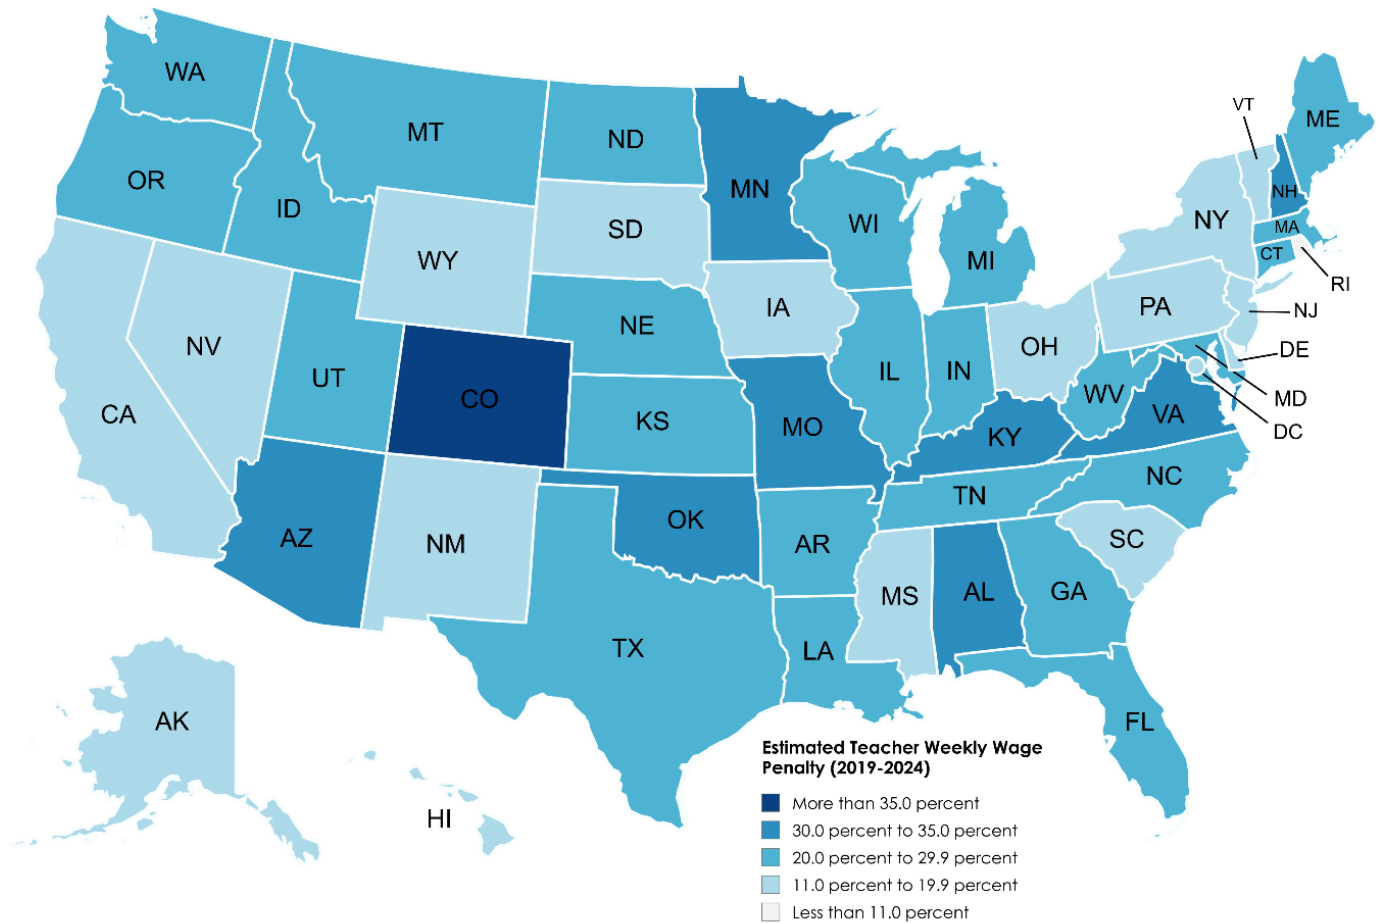 WA
MT
ND
MN
VT
ME
OR
ID
SD
WI
MI
NY
NH
MA
CT
RI
WY
IA
PA
NJ
NV
UT
CO
NE
IL
IN
OH
DE
MD
DC
CA
KS
MO
WV
VA
KY
AZ
NM
OK
AR
TN
NC
SC
TX
LA
MS
AL
GA
FL
AK
HI
Estimated Teacher Weekly Wage
Penalty (2019-2024)
More than 35.0 percent
30.0 percent to 35.0 percent
20.0 percent to 29.9 percent
11.0 percent to 19.9 percent
Less than 11.0 percent